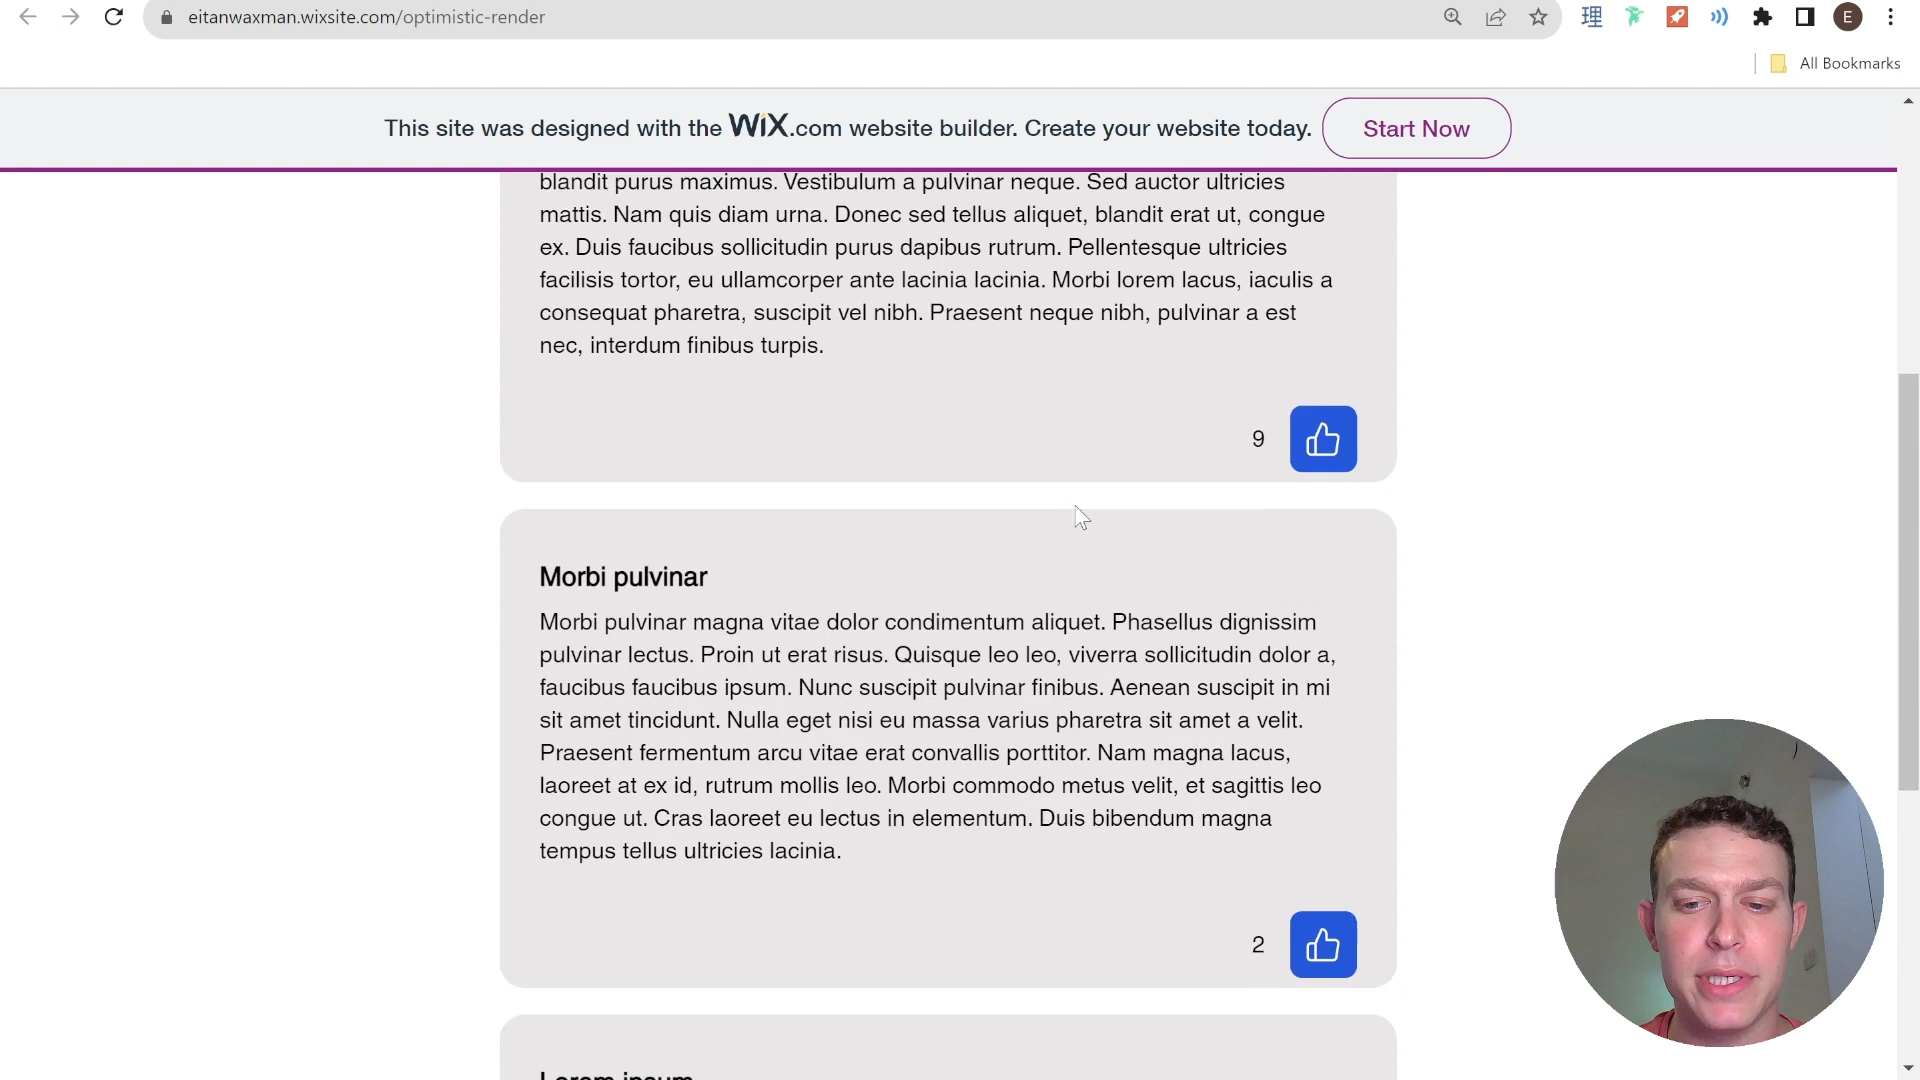 eitanwaxman.wixsite.com/optimistic-render
理
E
All Bookmarks
This site was designed with the WiX.com website builder. Create your website today.
Start Now
blandit purus maximus. Vestibulum a pulvinar neque. Sed auctor ultricies
mattis. Nam quis diam urna. Donec sed tellus aliquet, blandit erat ut, congue
ex. Duis faucibus sollicitudin purus dapibus rutrum. Pellentesque ultricies
facilisis tortor, eu ullamcorper ante lacinia lacinia. Morbi lorem lacus, iaculis a
consequat pharetra, suscipit vel nibh. Praesent neque nibh, pulvinar a est
nec, interdum finibus turpis.
9
Morbi pulvinar
Morbi pulvinar magna vitae dolor condimentum aliquet. Phasellus dignissim
pulvinar lectus. Proin ut erat risus. Quisque leo leo, viverra sollicitudin dolor a,
faucibus faucibus ipsum. Nunc suscipit pulvinar finibus. Aenean suscipit in mi
sit amet tincidunt. Nulla eget nisi eu massa varius pharetra sit amet a velit.
Praesent fermentum arcu vitae erat convallis porttitor. Nam magna lacus,
laoreet at ex id, rutrum mollis leo. Morbi commodo metus velit, et sagittis leo
congue ut. Cras laoreet eu lectus in elementum. Duis bibendum magna
tempus tellus ultricies lacinia.
2
Lorem ipsum